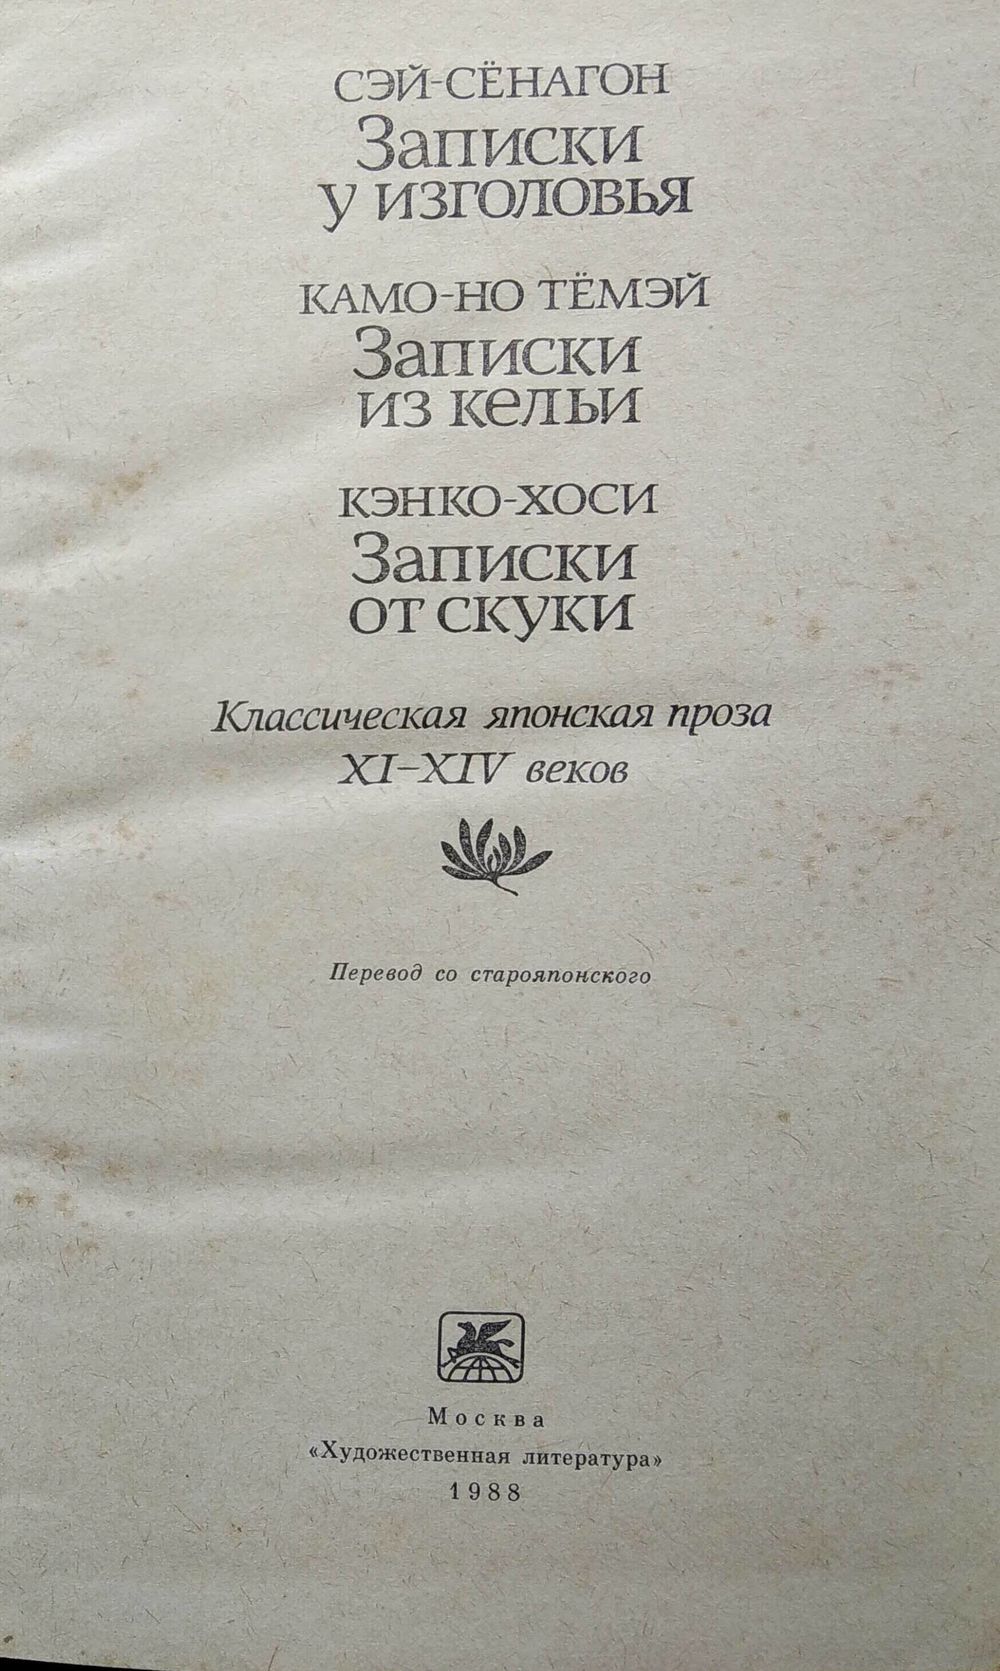 СЭЙ-СЁНАГОН
Записки
у изголовья
КАМО-НО ТЁМЭЙ
Записки
из кельи
КЭНКО-ХОСИ
Записки
от скуки
Классическая японская проза
XI–XIV веков
Перевод со старояпонского
Москва
«Художественная литература»
1988